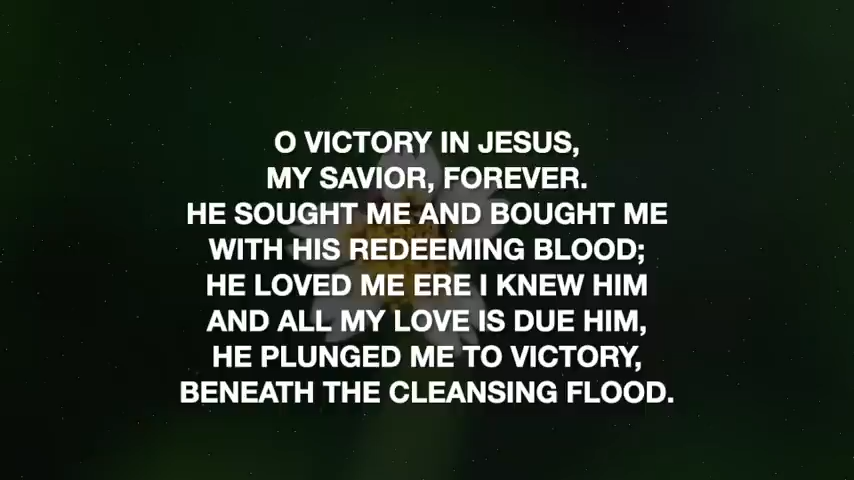 O VICTORY IN JESUS,
MY SAVIOR, FOREVER.
HE SOUGHT ME AND BOUGHT ME
WITH HIS REDEEMING BLOOD;
HE LOVED ME ERE I KNEW HIM
AND ALL MY LOVE IS DUE HIM,
HE PLUNGED ME TO VICTORY,
BENEATH THE CLEANSING FLOOD.